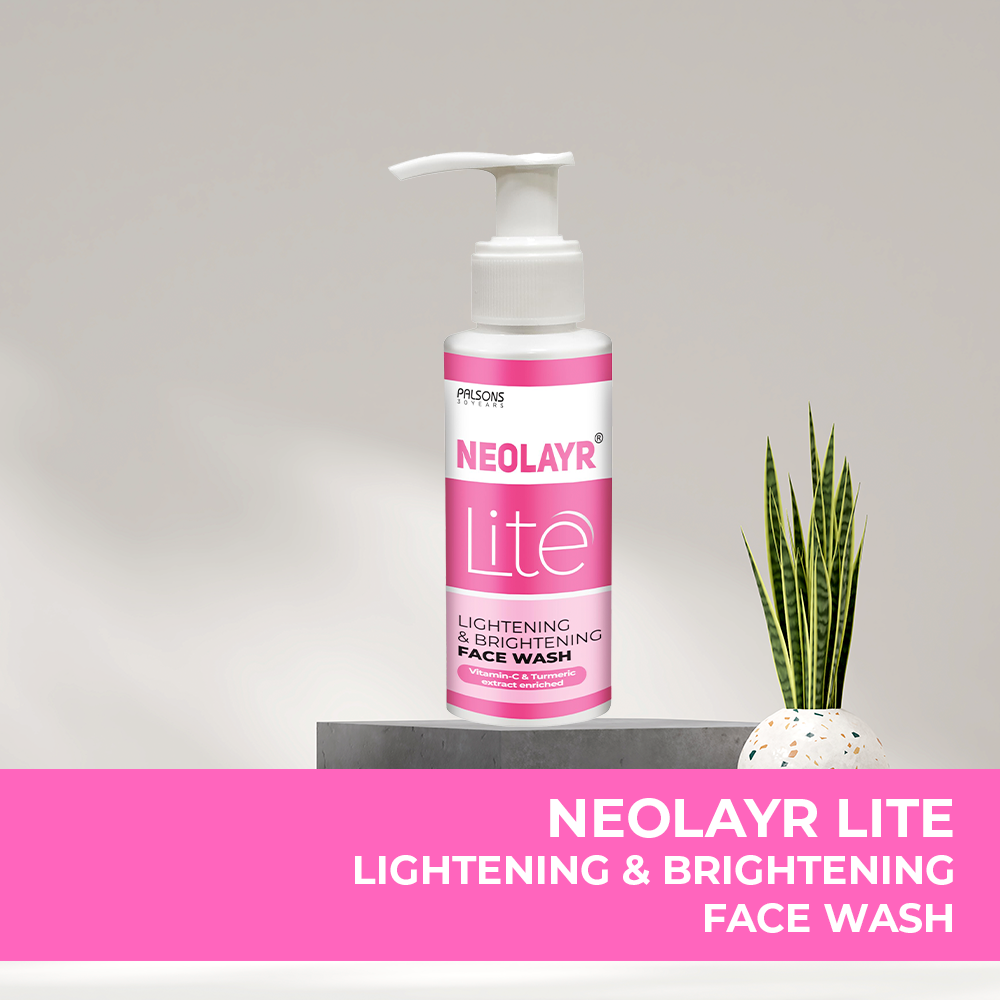 PALSONS
30 YEARS
NEOLAYR®
Lite
LIGHTENING
& BRIGHTENING
FACE WASH
Vitamin-C & Turmeric
extract enriched
NEOLAYR LITE
LIGHTENING & BRIGHTENING
FACE WASH